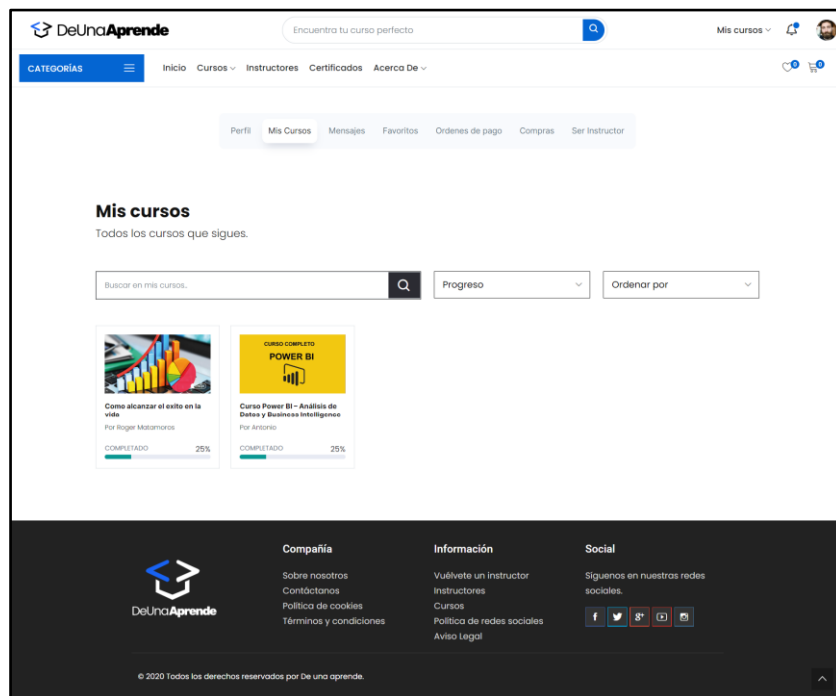 DeUnaAprende
Encuentra tu curso perfecto
Mis cursos
CATEGORÍAS
Inicio Cursos Instructores Certificados Acerca De
0 0
Perfil Mis Cursos Mensajes Favoritos Ordenes de pago Compras Ser Instructor
Mis cursos
Todos los cursos que sigues.
Buscar en mis cursos.
Progreso
Ordenar por
Como alcanzar el exito en la
vida
Por Roger Matamoros
COMPLETADO 25%
CURSO COMPLETO
POWER BI
Curso Power BI – Análisis de
Datos y Business Intelligence
Por Antonio
COMPLETADO 25%
DeUnaAprende
Compañía
Sobre nosotros
Contáctanos
Política de cookies
Términos y condiciones
Información
Vuélvete un instructor
Instructores
Cursos
Política de redes sociales
Aviso Legal
Social
Síguenos en nuestras redes
sociales.
© 2020 Todos los derechos reservados por De una aprende.